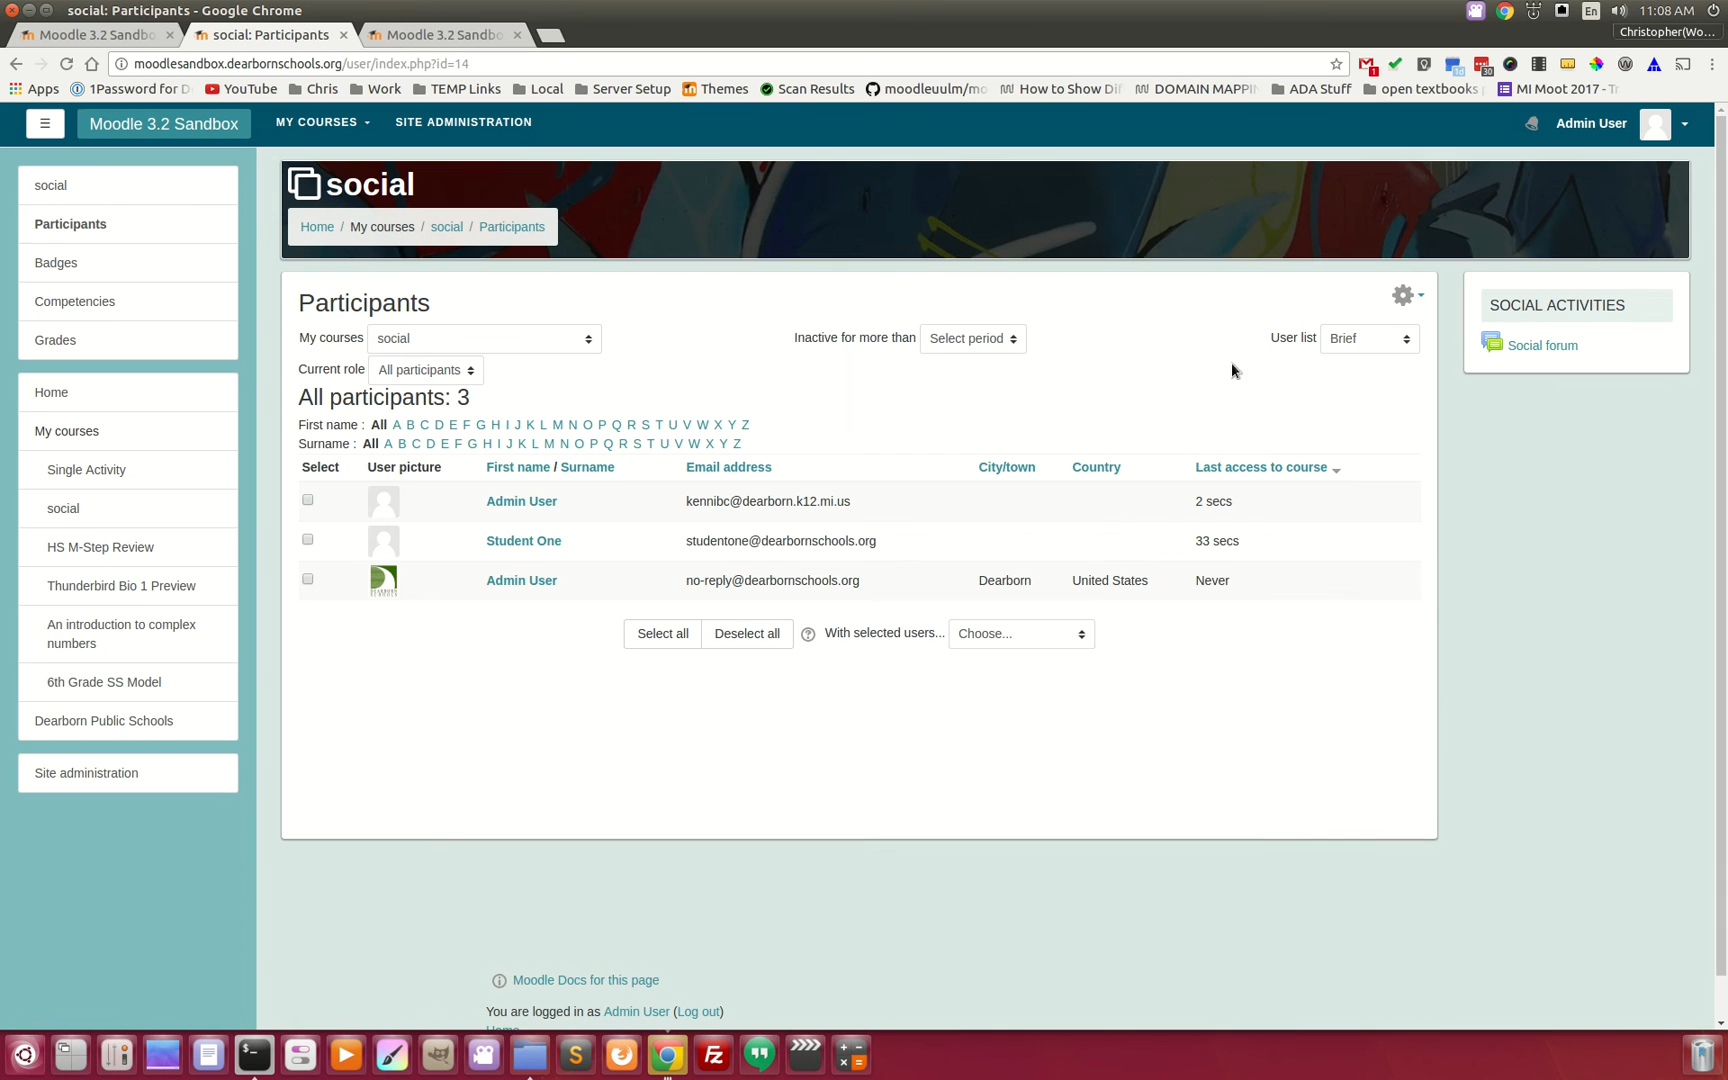 social: Participants - Google Chrome
En
11:08 AM
Christopher(Wo...
Moodle 3.2 Sandbo
social: Participants
Moodle 3.2 Sandbo
moodlesandbox.dearbornschools.org/user/index.php?id=14
Apps
1Password for D
YouTube
Chris
Work
TEMP Links
Local
Server Setup
Themes
Scan Results
moodleuulm/mo
How to Show Di
DOMAIN MAPPIN
ADA Stuff
open textbooks
MI Moot 2017 - Tr
Moodle 3.2 Sandbox
MY COURSES
SITE ADMINISTRATION
Admin User
social
Participants
Badges
Competencies
Grades
Home
My courses
Single Activity
social
HS M-Step Review
Thunderbird Bio 1 Preview
An introduction to complex
numbers
6th Grade SS Model
Dearborn Public Schools
Site administration
social
Home / My courses / social / Participants
Participants
My courses social
Inactive for more than Select period
User list Brief
Current role All participants
All participants: 3
First name : All A B C D E F G H I J K L M N O P Q R S T U V W X Y Z
Surname : All A B C D E F G H I J K L M N O P Q R S T U V W X Y Z
Select User picture First name / Surname Email address City/town Country Last access to course
Admin User kennibc@dearborn.k12.mi.us 2 secs
Student One studentone@dearbornschools.org 33 secs
Admin User no-reply@dearbornschools.org Dearborn United States Never
Select all Deselect all With selected users... Choose...
SOCIAL ACTIVITIES
Social forum
Moodle Docs for this page
You are logged in as Admin User (Log out)
Home